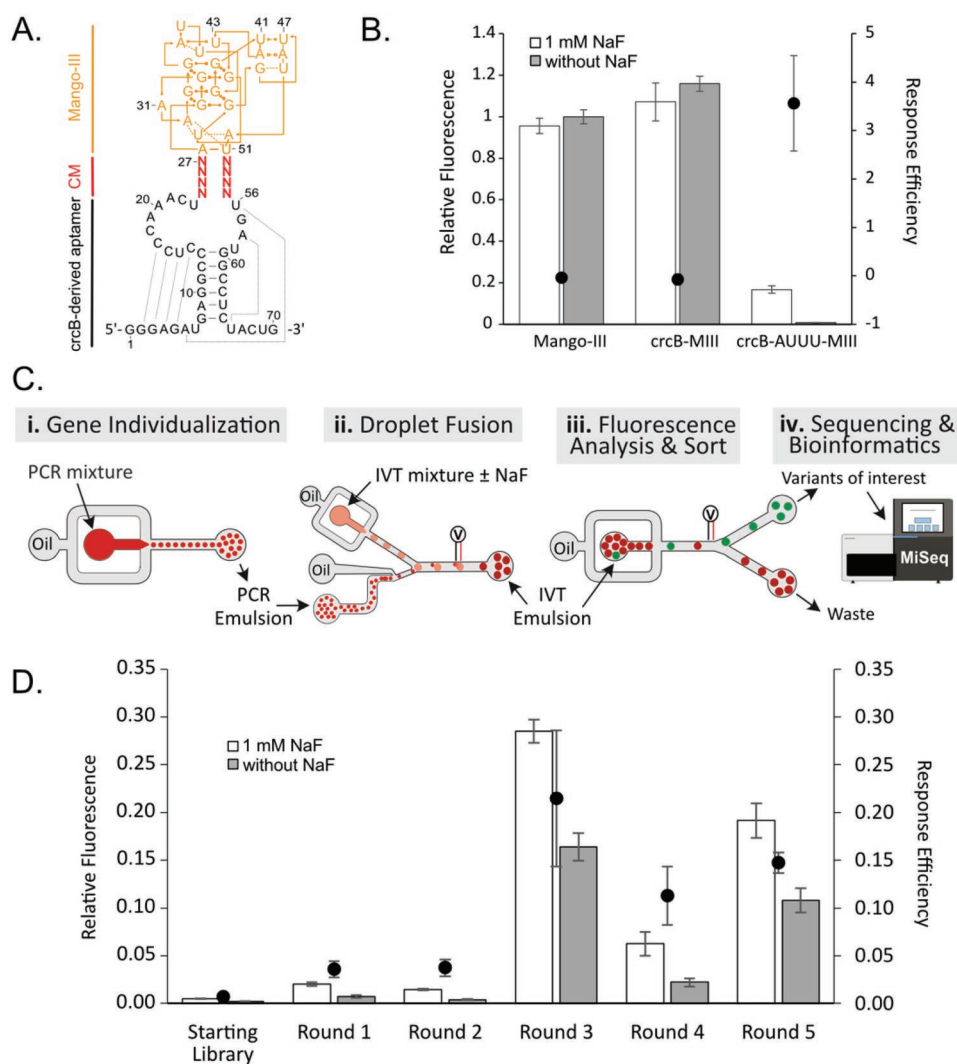 A.
Mango-III
CM
crcB-derived aptamer
U
43
41
47
A
U
U
U
U
U
A
A
G
U
G
G
G
G
G
G
G
G
31
A
A
U
A
A
U
51
27
N
N
N
N
N
N
N
N
20
A
A
C
U
56
U
A
A
C
C
C
U
C
C
G
A
U
G
60
C
G
G
C
10
G
C
A
U
G
C
5'-GGGAGAU
UACUG
70
-3'
1
B.
1 mM NaF
without NaF
Relative Fluorescence
Response Efficiency
1.4
1.2
1
0.8
0.6
0.4
0.2
0
5
4
3
2
1
0
-1
Mango-III
crcB-MIII
crcB-AUUU-MIII
C.
i. Gene Individualization
PCR mixture
Oil
PCR
Emulsion
ii. Droplet Fusion
IVT mixture ± NaF
Oil
Oil
V
IVT
Emulsion
iii. Fluorescence
Analysis & Sort
Oil
V
Waste
iv. Sequencing &
Bioinformatics
Variants of interest
MiSeq
D.
1 mM NaF
without NaF
Relative Fluorescence
Response Efficiency
0.35
0.30
0.25
0.20
0.15
0.10
0.05
0.00
0.35
0.30
0.25
0.20
0.15
0.10
0.05
0.00
Starting
Library
Round 1
Round 2
Round 3
Round 4
Round 5